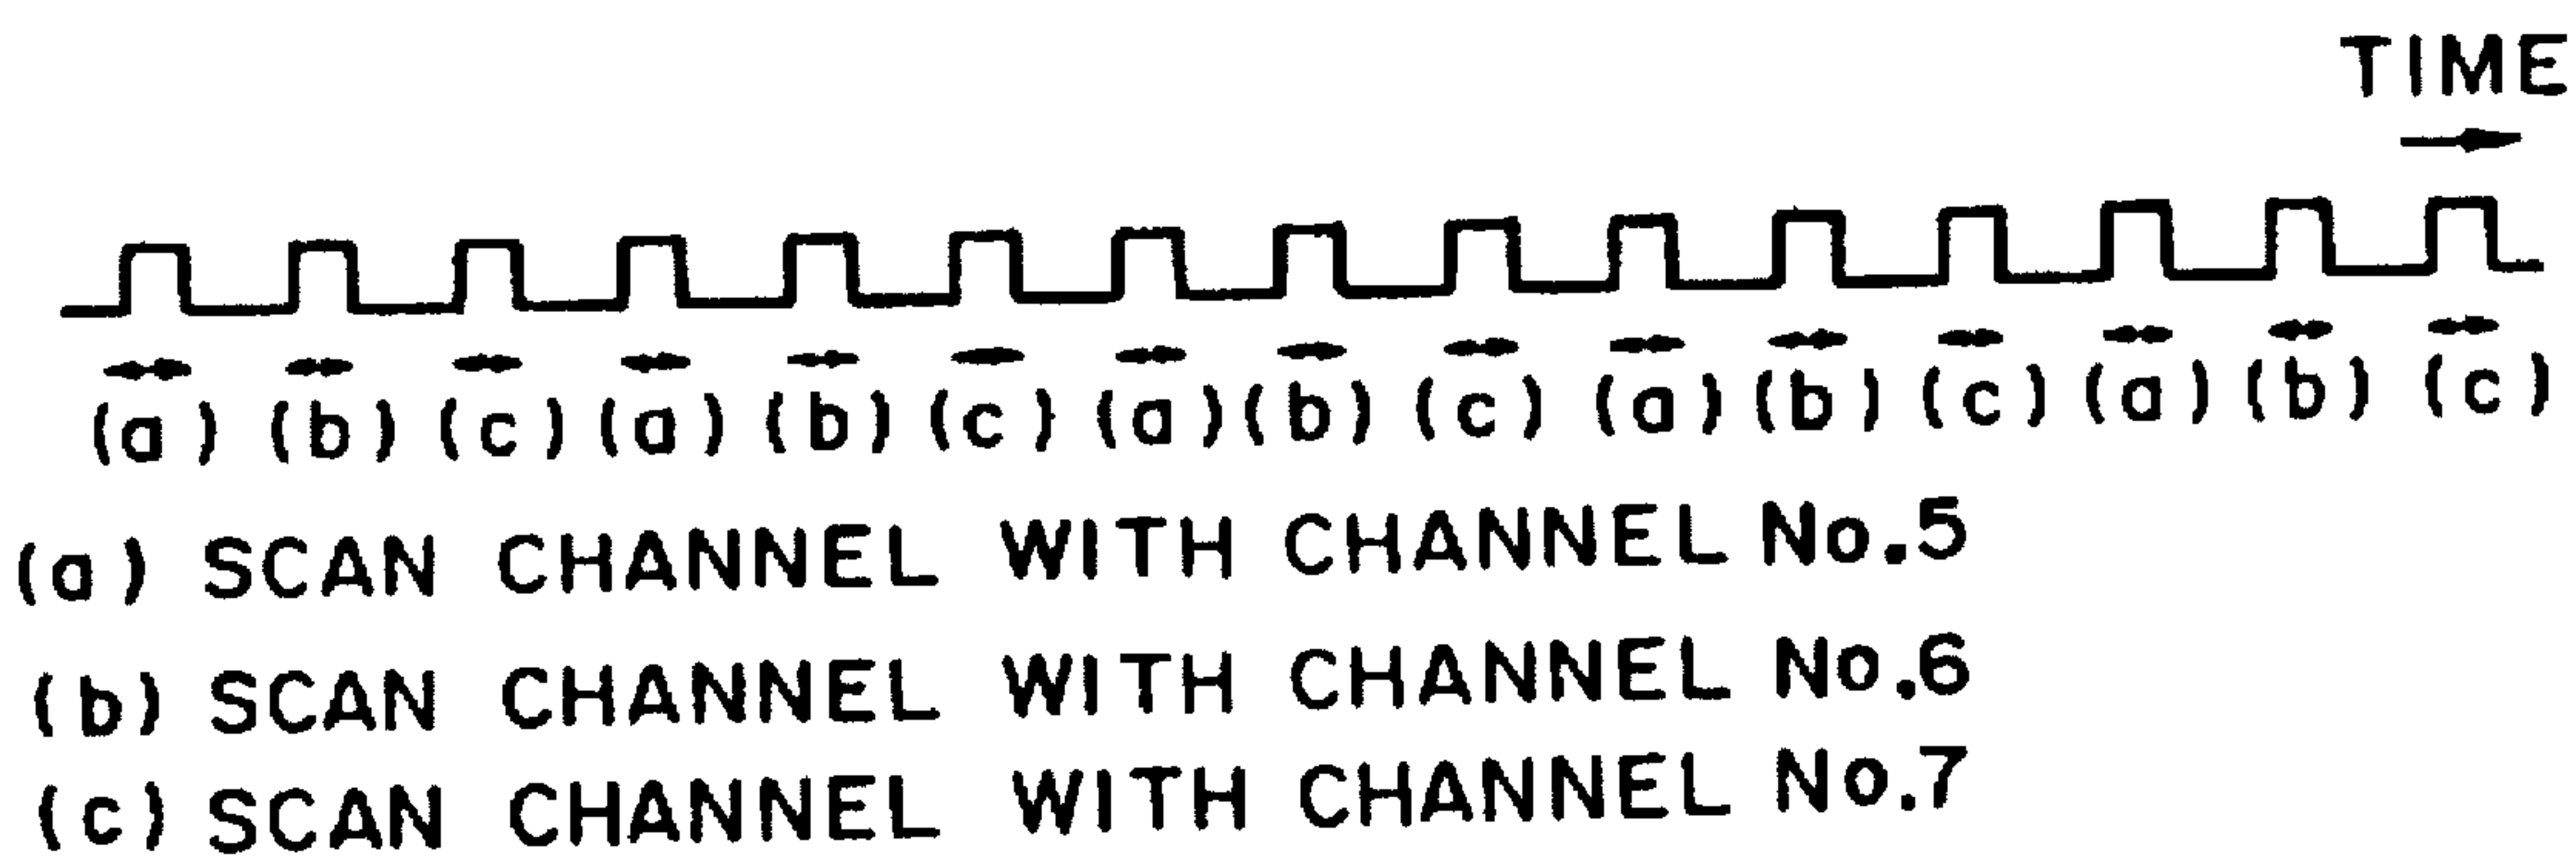 TIME
(a) (b) (c) (a) (b) (c) (a) (b) (c) (a) (b) (c) (a) (b) (c)
(a) SCAN CHANNEL WITH CHANNEL No.5
(b) SCAN CHANNEL WITH CHANNEL No.6
(c) SCAN CHANNEL WITH CHANNEL No.7